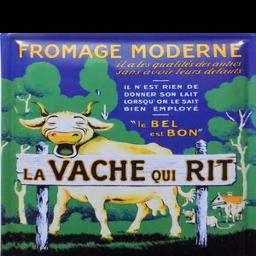 FROMAGE MODERNE
il a les qualités des autres
sans avoir leurs défauts
IL N'EST RIEN DE
DONNER SON LAIT
LORSQU'ON LE SAIT
BIEN EMPLOYÉ
"le BEL
est BON"
LA VACHE QUI RIT